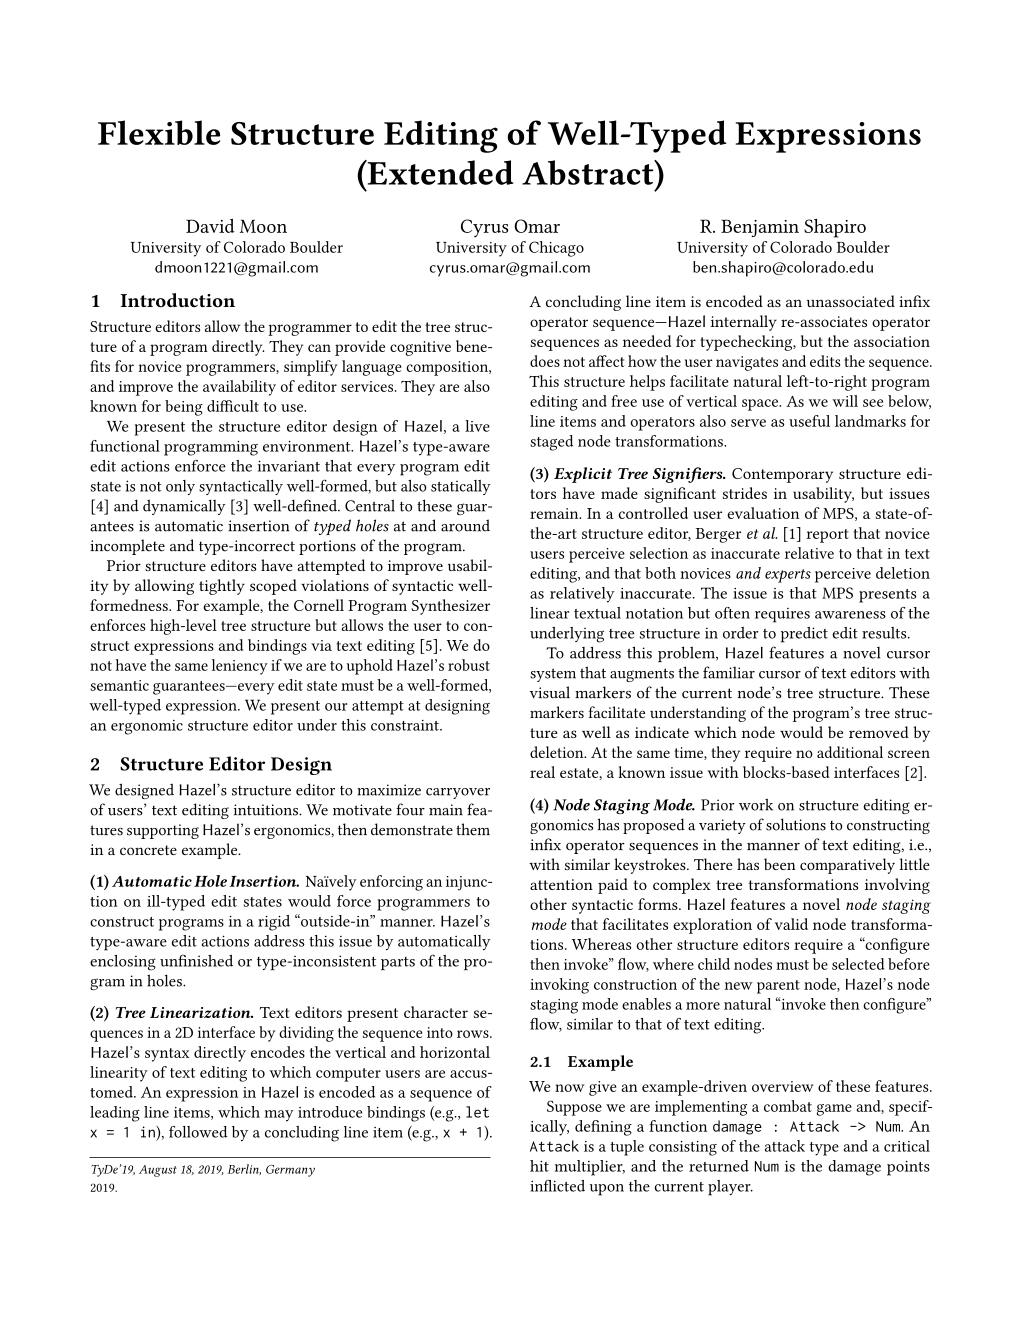 Flexible Structure Editing of Well-Typed Expressions
(Extended Abstract)
David Moon
University of Colorado Boulder
dmoon1221@gmail.com
Cyrus Omar
University of Chicago
cyrus.omar@gmail.com
R. Benjamin Shapiro
University of Colorado Boulder
ben.shapiro@colorado.edu
1 Introduction
Structure editors allow the programmer to edit the tree struc-
ture of a program directly. They can provide cognitive bene-
fits for novice programmers, simplify language composition,
and improve the availability of editor services. They are also
known for being difficult to use.
We present the structure editor design of Hazel, a live
functional programming environment. Hazel's type-aware
edit actions enforce the invariant that every program edit
state is not only syntactically well-formed, but also statically
[4] and dynamically [3] well-defined. Central to these guar-
antees is automatic insertion of typed holes at and around
incomplete and type-incorrect portions of the program.
Prior structure editors have attempted to improve usabil-
ity by allowing tightly scoped violations of syntactic well-
formedness. For example, the Cornell Program Synthesizer
enforces high-level tree structure but allows the user to con-
struct expressions and bindings via text editing [5]. We do
not have the same leniency if we are to uphold Hazel's robust
semantic guarantees—every edit state must be a well-formed,
well-typed expression. We present our attempt at designing
an ergonomic structure editor under this constraint.
2 Structure Editor Design
We designed Hazel's structure editor to maximize carryover
of users' text editing intuitions. We motivate four main fea-
tures supporting Hazel's ergonomics, then demonstrate them
in a concrete example.
(1) Automatic Hole Insertion. Naïvely enforcing an injunc-
tion on ill-typed edit states would force programmers to
construct programs in a rigid "outside-in" manner. Hazel's
type-aware edit actions address this issue by automatically
enclosing unfinished or type-inconsistent parts of the pro-
gram in holes.
(2) Tree Linearization. Text editors present character se-
quences in a 2D interface by dividing the sequence into rows.
Hazel's syntax directly encodes the vertical and horizontal
linearity of text editing to which computer users are accus-
tomed. An expression in Hazel is encoded as a sequence of
leading line items, which may introduce bindings (e.g., let
x = 1 in), followed by a concluding line item (e.g., x + 1).
TyDe'19, August 18, 2019, Berlin, Germany
2019.
A concluding line item is encoded as an unassociated infix
operator sequence—Hazel internally re-associates operator
sequences as needed for typechecking, but the association
does not affect how the user navigates and edits the sequence.
This structure helps facilitate natural left-to-right program
editing and free use of vertical space. As we will see below,
line items and operators also serve as useful landmarks for
staged node transformations.
(3) Explicit Tree Signifiers. Contemporary structure edi-
tors have made significant strides in usability, but issues
remain. In a controlled user evaluation of MPS, a state-of-
the-art structure editor, Berger et al. [1] report that novice
users perceive selection as inaccurate relative to that in text
editing, and that both novices and experts perceive deletion
as relatively inaccurate. The issue is that MPS presents a
linear textual notation but often requires awareness of the
underlying tree structure in order to predict edit results.
To address this problem, Hazel features a novel cursor
system that augments the familiar cursor of text editors with
visual markers of the current node's tree structure. These
markers facilitate understanding of the program's tree struc-
ture as well as indicate which node would be removed by
deletion. At the same time, they require no additional screen
real estate, a known issue with blocks-based interfaces [2].
(4) Node Staging Mode. Prior work on structure editing er-
gonomics has proposed a variety of solutions to constructing
infix operator sequences in the manner of text editing, i.e.,
with similar keystrokes. There has been comparatively little
attention paid to complex tree transformations involving
other syntactic forms. Hazel features a novel node staging
mode that facilitates exploration of valid node transforma-
tions. Whereas other structure editors require a "configure
then invoke" flow, where child nodes must be selected before
invoking construction of the new parent node, Hazel's node
staging mode enables a more natural "invoke then configure"
flow, similar to that of text editing.
2.1 Example
We now give an example-driven overview of these features.
Suppose we are implementing a combat game and, specif-
ically, defining a function damage : Attack -> Num. An
Attack is a tuple consisting of the attack type and a critical
hit multiplier, and the returned Num is the damage points
inflicted upon the current player.